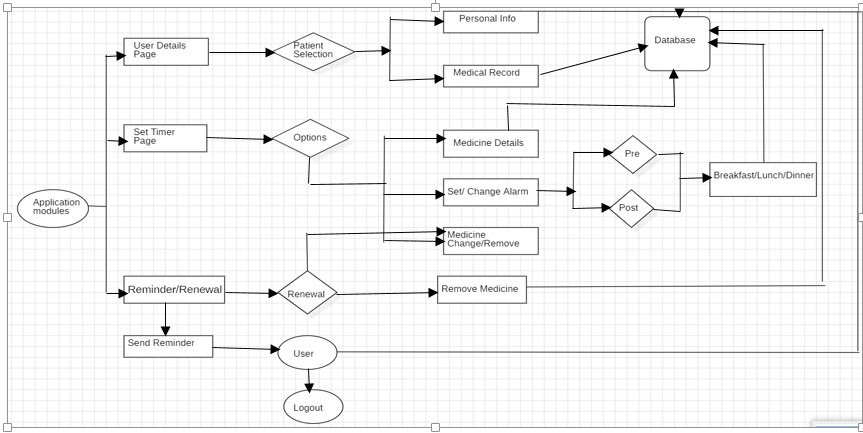 Personal Info
Database
User Details
Page
Patient
Selection
Medical Record
Set Timer
Page
Options
Medicine Details
Pre
Breakfast/Lunch/Dinner
Set/ Change Alarm
Post
Application
modules
Medicine
Change/Remove
Reminder/Renewal
Renewal
Remove Medicine
Send Reminder
User
Logout